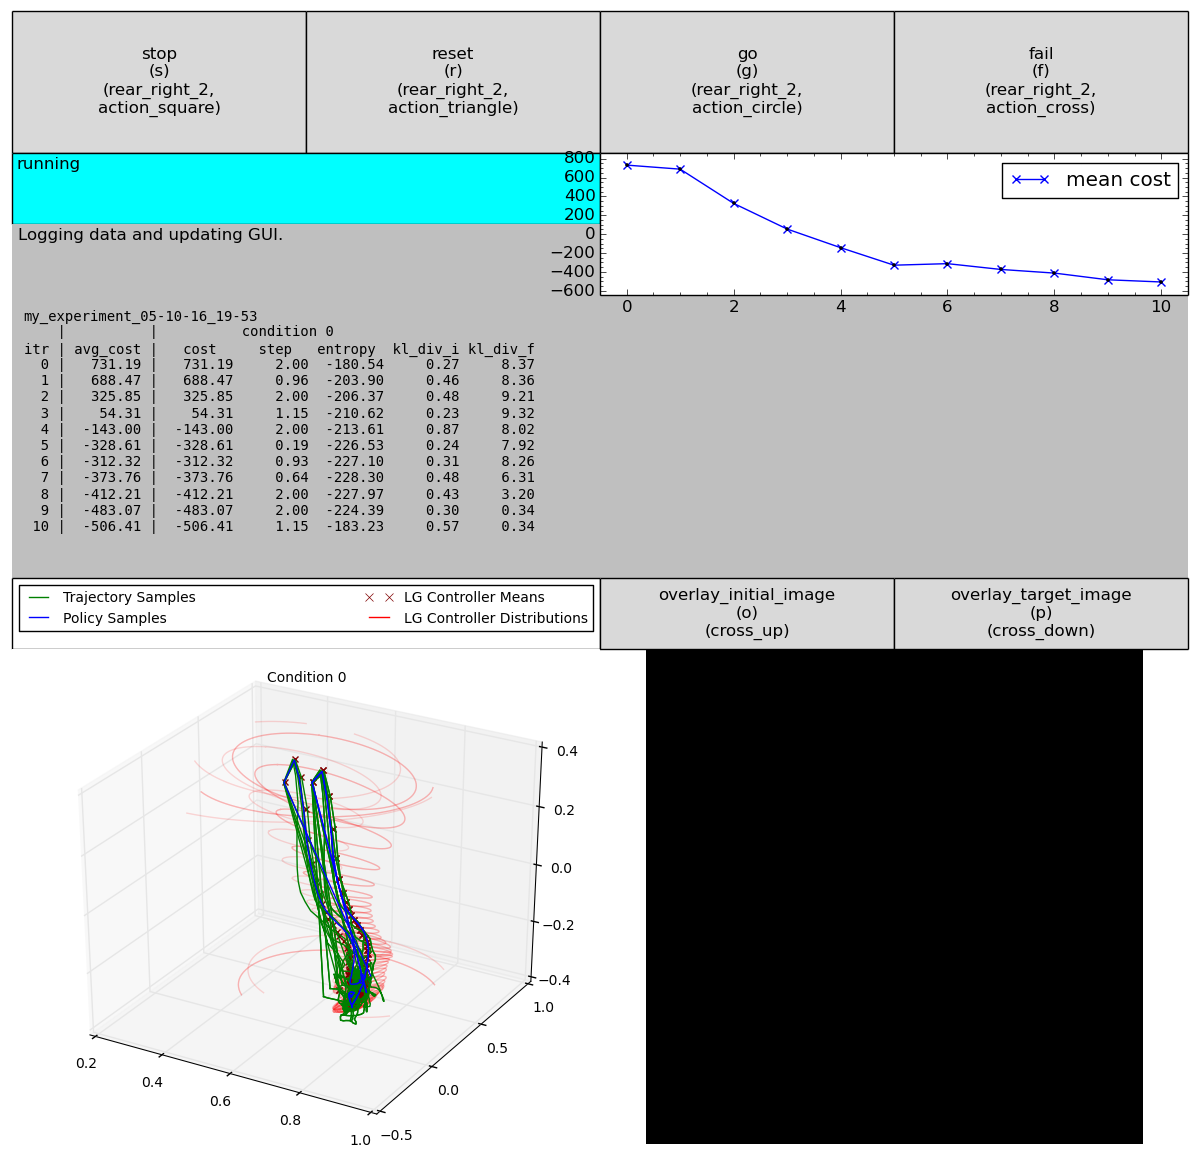 stop
(s)
(rear_right_2,
action_square)
reset
(r)
(rear_right_2,
action_triangle)
go
(g)
(rear_right_2,
action_circle)
fail
(f)
(rear_right_2,
action_cross)
running
800
600
400
200
0
−200
−400
−600
mean cost
0 2 4 6 8 10
Logging data and updating GUI.
my_experiment_05-10-16_19-53
| | condition 0
itr | avg_cost | cost step entropy kl_div_i kl_div_f
0 | 731.19 | 731.19 2.00 -180.54 0.27 8.37
1 | 688.47 | 688.47 0.96 -203.90 0.46 8.36
2 | 325.85 | 325.85 2.00 -206.37 0.48 9.21
3 | 54.31 | 54.31 1.15 -210.62 0.23 9.32
4 | -143.00 | -143.00 2.00 -213.61 0.87 8.02
5 | -328.61 | -328.61 0.19 -226.53 0.24 7.92
6 | -312.32 | -312.32 0.93 -227.10 0.31 8.26
7 | -373.76 | -373.76 0.64 -228.30 0.48 6.31
8 | -412.21 | -412.21 2.00 -227.97 0.43 3.20
9 | -483.07 | -483.07 2.00 -224.39 0.30 0.34
10 | -506.41 | -506.41 1.15 -183.23 0.57 0.34
Trajectory Samples
Policy Samples
LG Controller Means
LG Controller Distributions
overlay_initial_image
(o)
(cross_up)
overlay_target_image
(p)
(cross_down)
Condition 0
0.4
0.2
0.0
−0.2
−0.4
1.0
0.5
0.0
−0.5
0.2
0.4
0.6
0.8
1.0